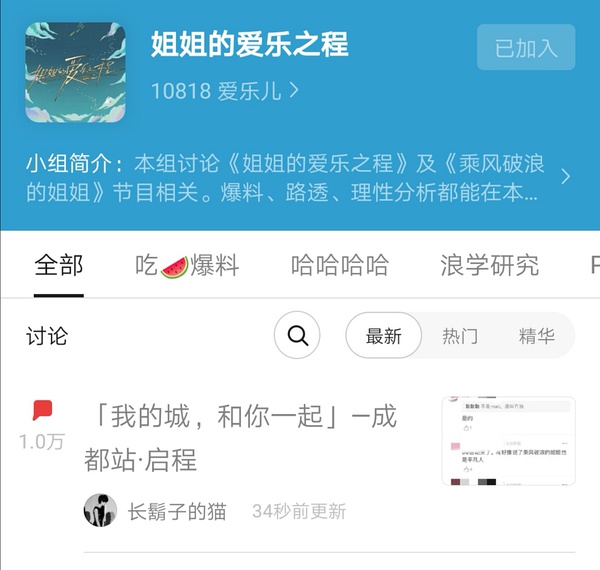 姐姐的爱乐之程
已加入
10818 爱乐儿
小组简介：本组讨论《姐姐的爱乐之程》及《乘风破浪
的姐姐》节目相关。爆料、路透、理性分析都能在本...
全部 吃🍉爆料 哈哈哈哈 浪学研究
讨论 最新 热门 精华
「我的城，和你一起」—成
都站·启程
1.0万
长鬍子的猫 34秒前更新
是的